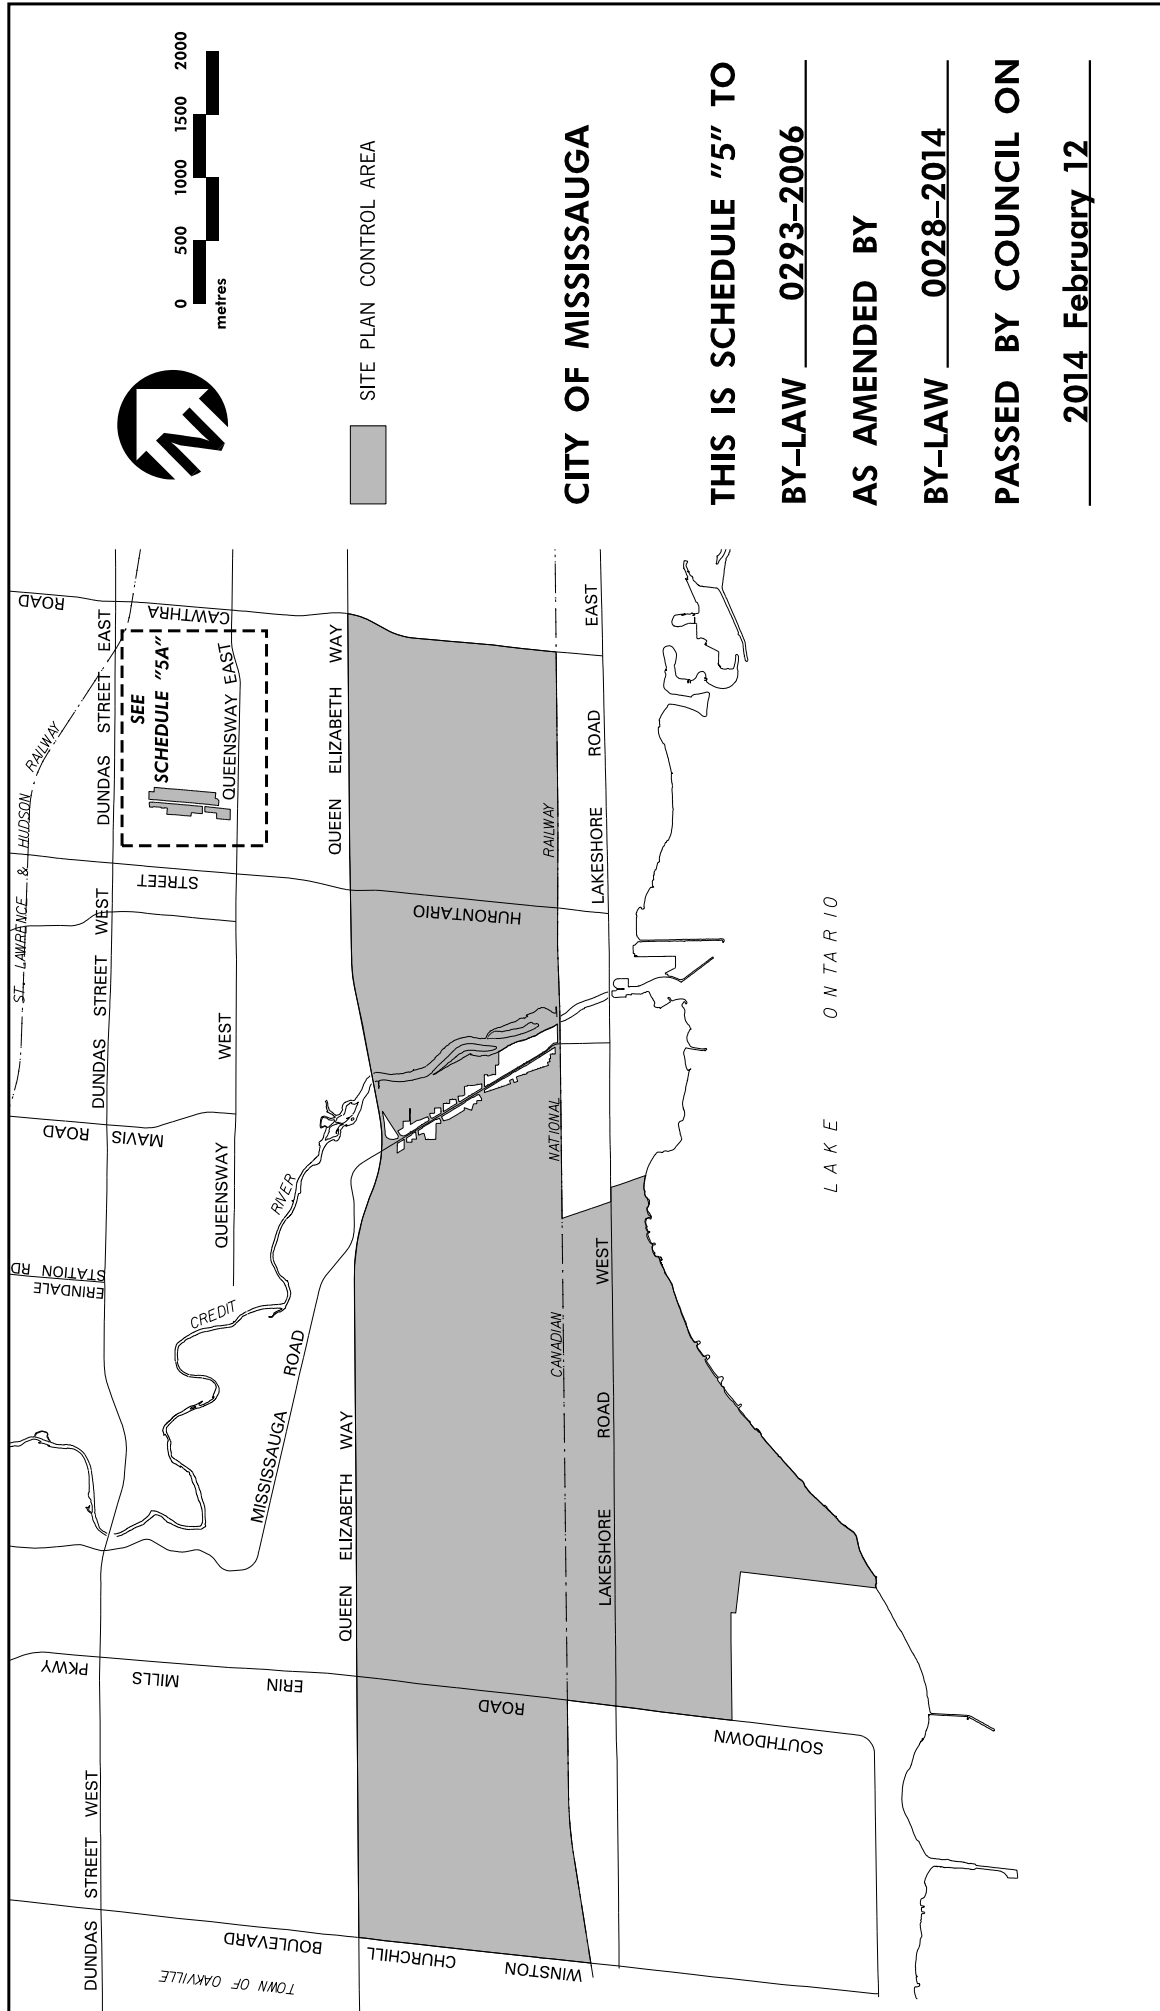 0 500 1000 1500 2000
metres
N
SITE PLAN CONTROL AREA
CITY OF MISSISSAUGA
THIS IS SCHEDULE "5" TO
BY–LAW 0293–2006
AS AMENDED BY
BY–LAW 0028–2014
PASSED BY COUNCIL ON
2014 February 12
ST. LAWRENCE & HUDSON RAILWAY
DUNDAS STREET WEST
DUNDAS STREET WEST
DUNDAS STREET EAST
SEE
SCHEDULE "5A"
QUEENSWAY WEST
QUEENSWAY EAST
QUEEN ELIZABETH WAY
QUEEN ELIZABETH WAY
CANADIAN NATIONAL RAILWAY
LAKESHORE ROAD WEST
LAKESHORE ROAD EAST
LAKE ONTARIO
MISSISSAUGA ROAD
CREDIT RIVER
TOWN OF OAKVILLE
WINSTON CHURCHILL BOULEVARD
SOUTHDOWN ROAD
ERIN MILLS PKWY
ERINDALE
STATION RD
MAVIS ROAD
HURONTARIO STREET
CAWTHRA ROAD